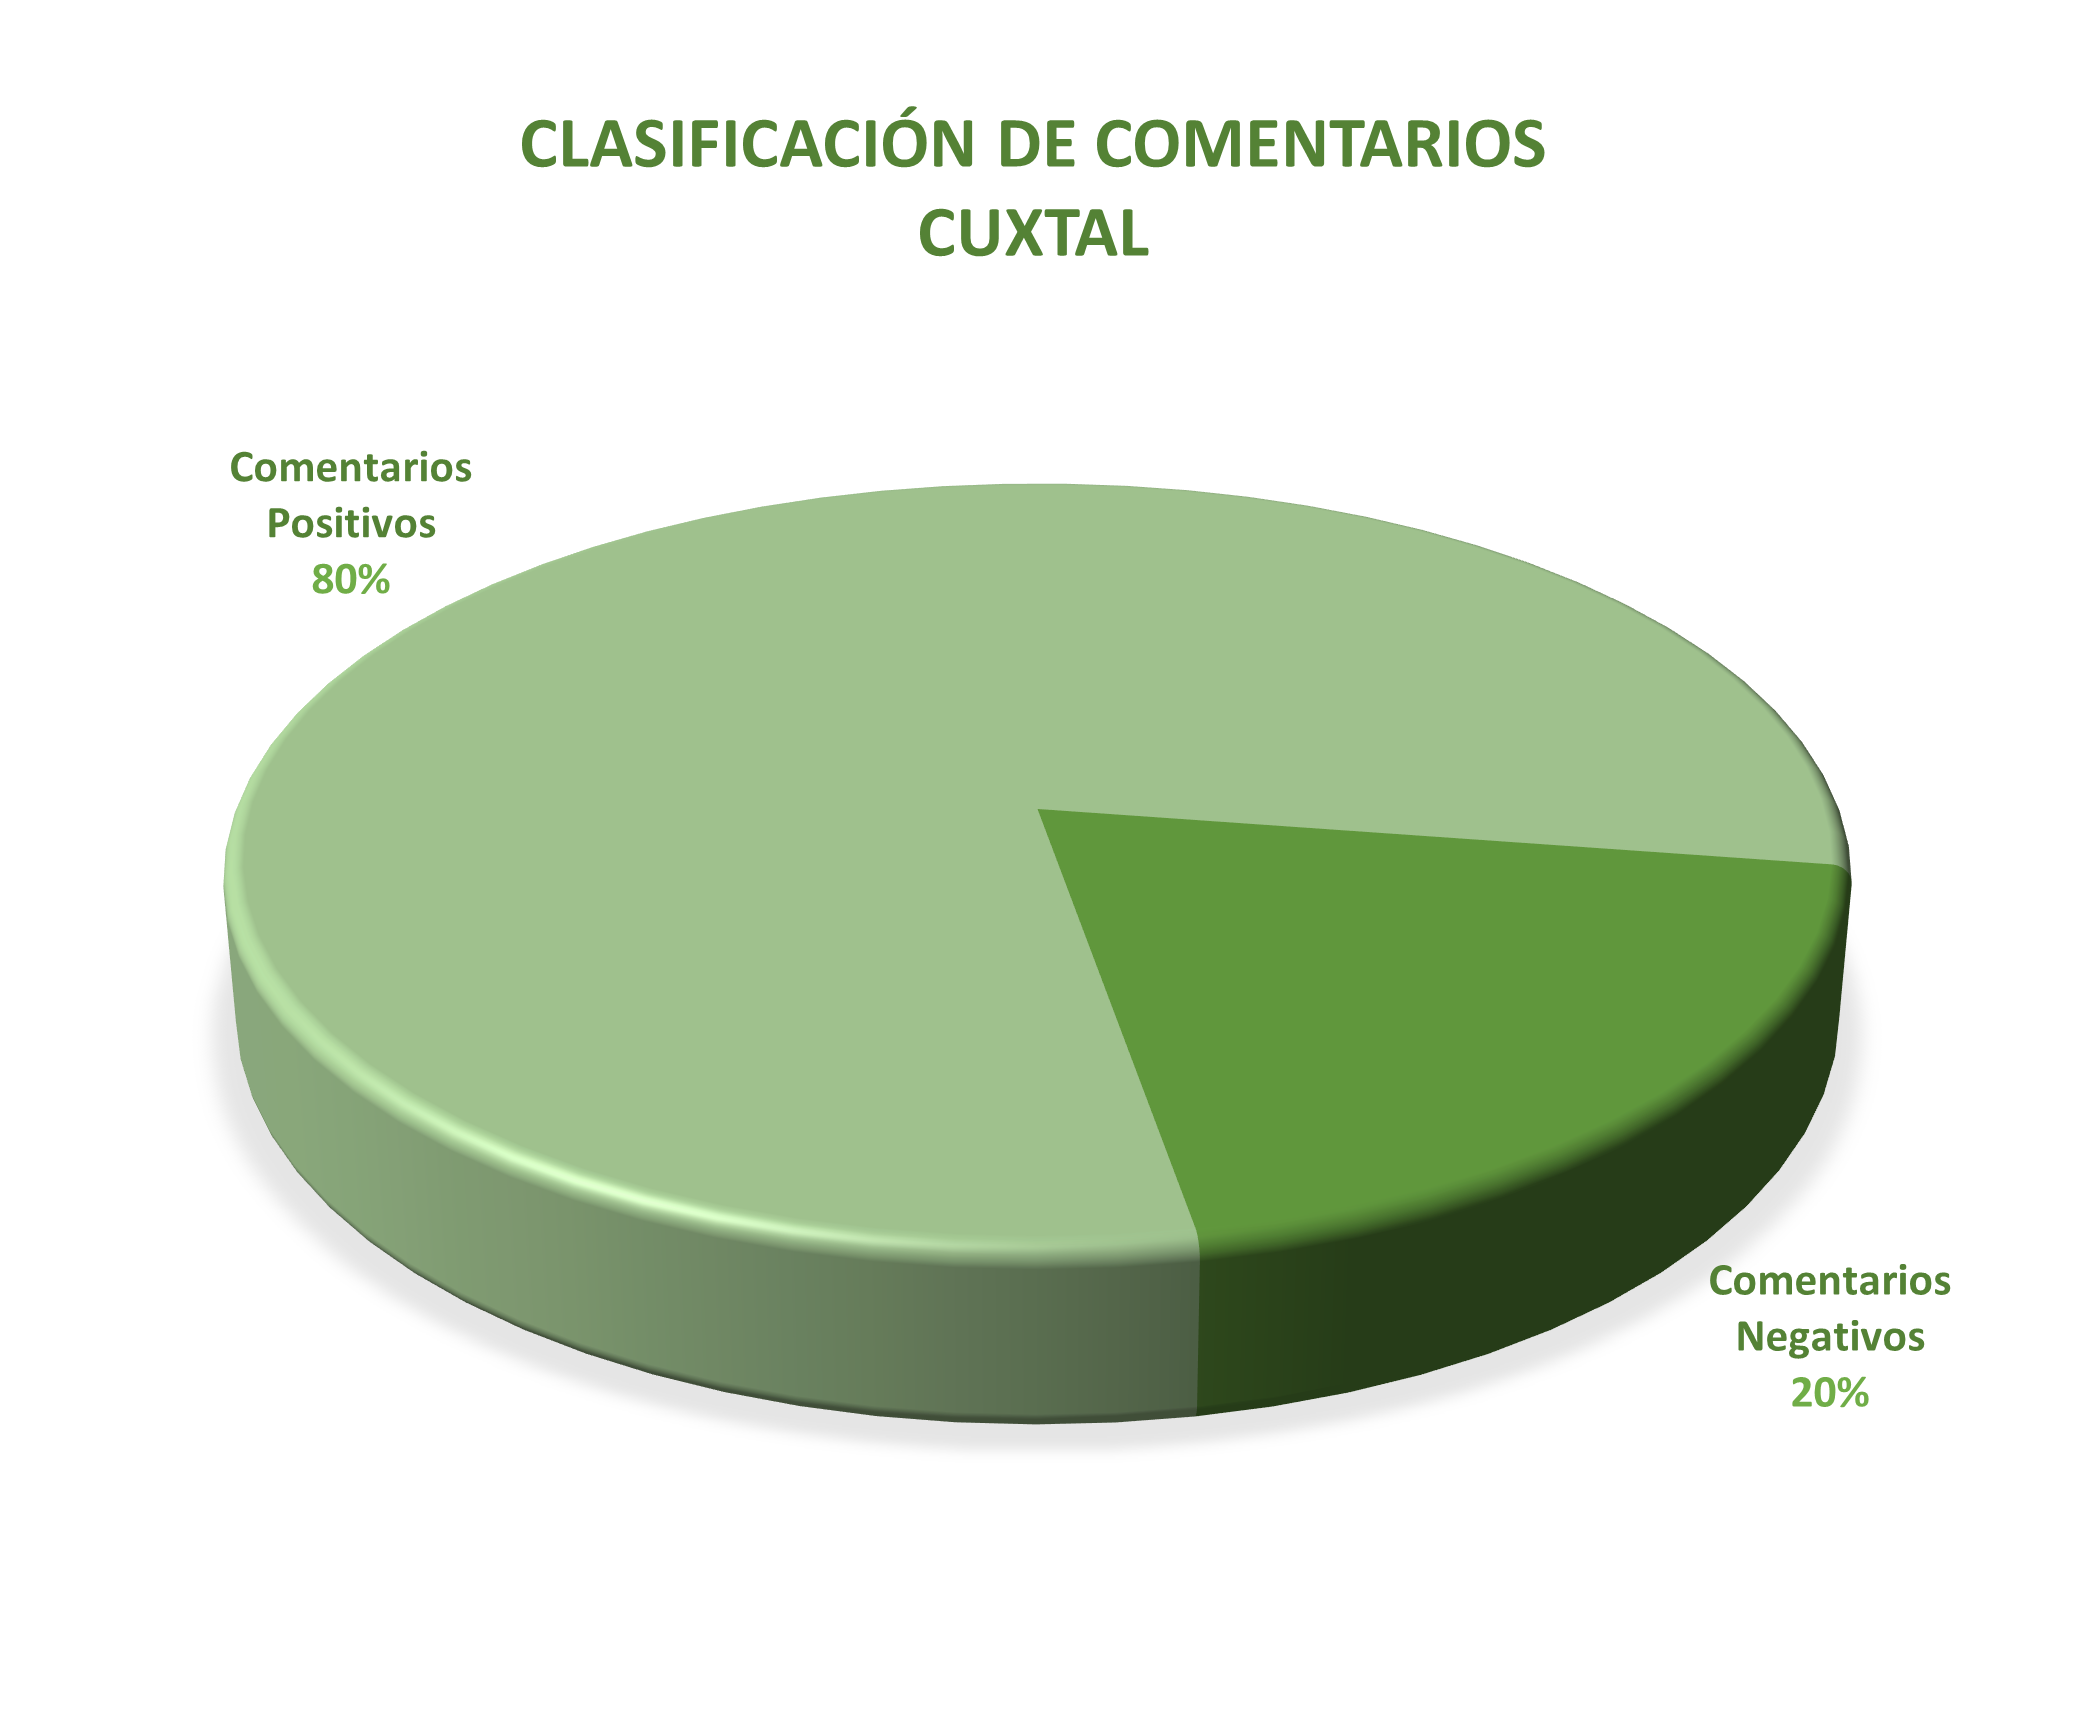 CLASIFICACIÓN DE COMENTARIOS
CUXTAL
Comentarios
Positivos
80%
Comentarios
Negativos
20%